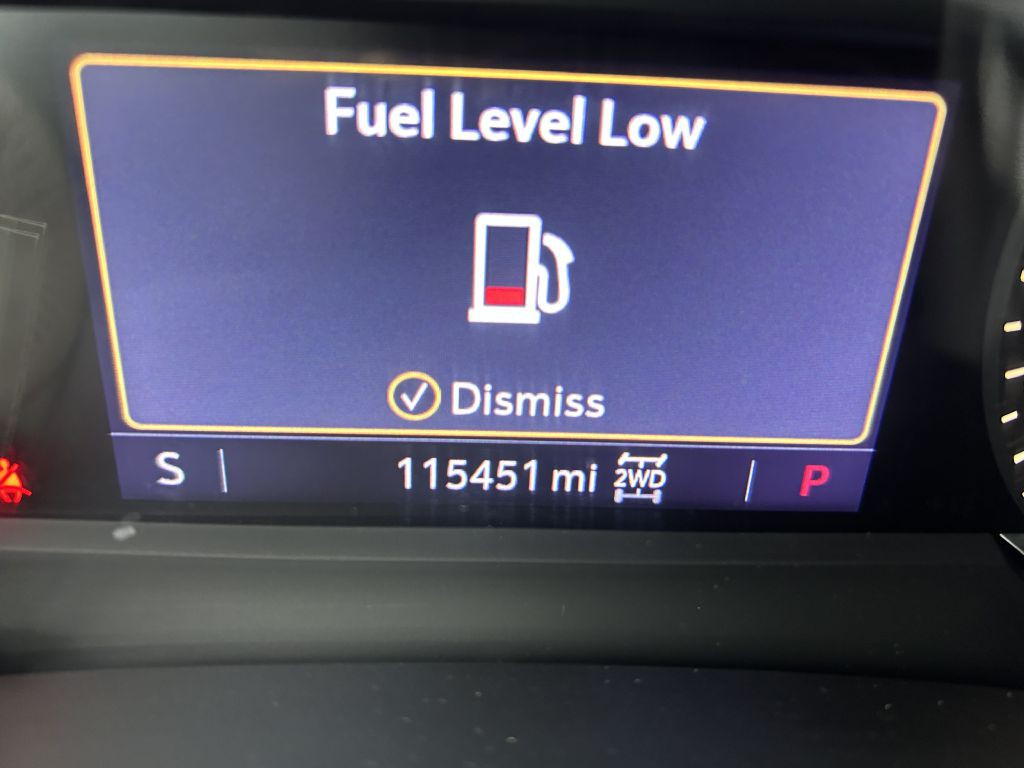 Fuel Level Low
Dismiss
S 115451 mi 2WD P